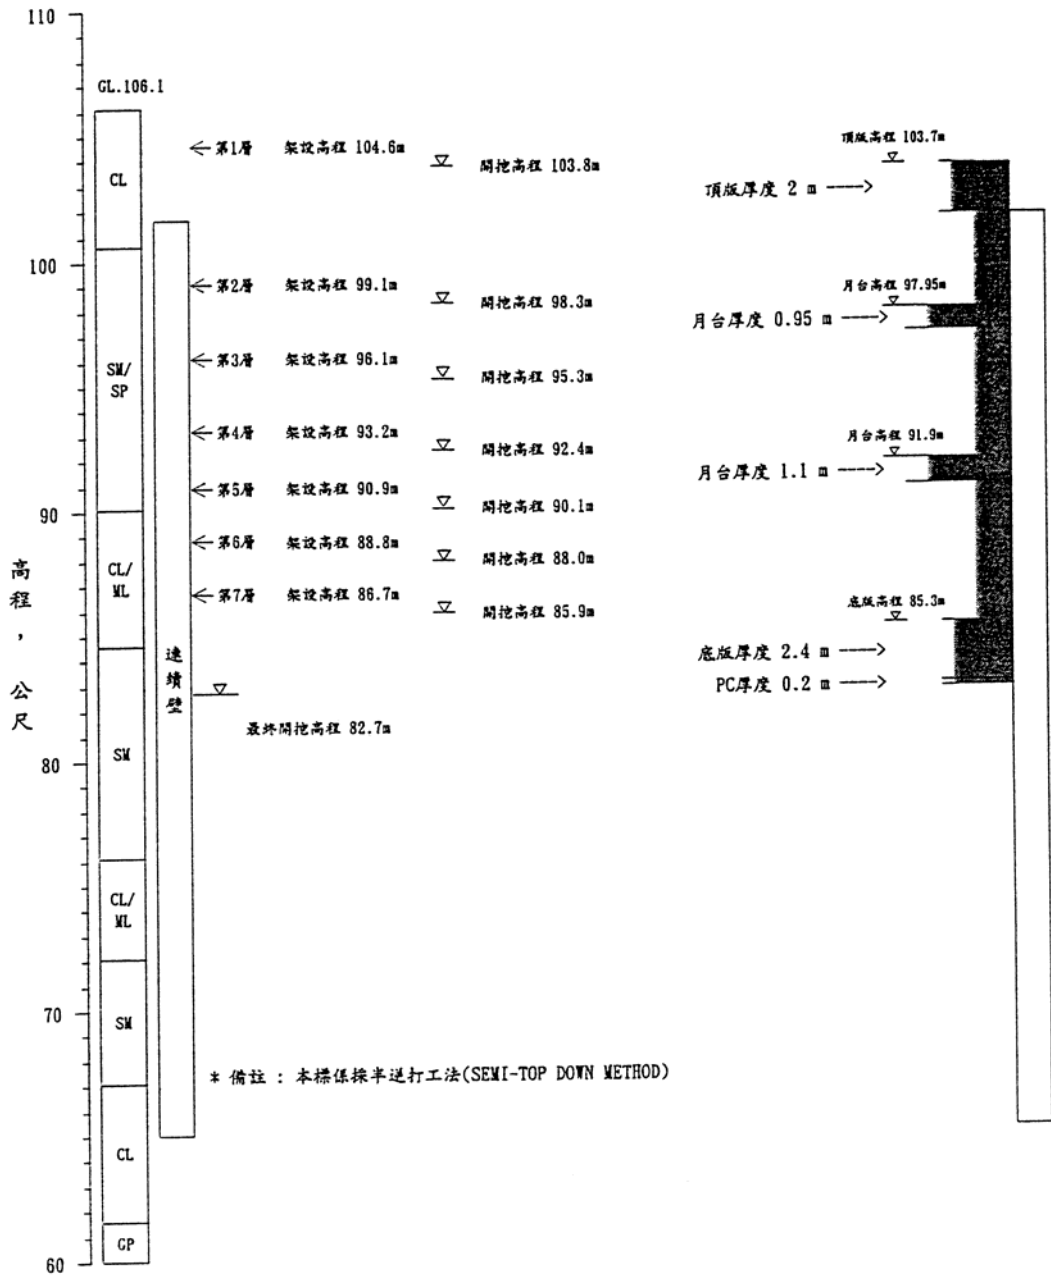 110
GL.106.1
CL
←第1層 架設高程 104.6m
開挖高程 103.8m
頂版高程 103.7m
頂版厚度 2 m ---->
100
←第2層 架設高程 99.1m
開挖高程 98.3m
月台高程 97.95m
月台厚度 0.95 m --->
SM/
SP
←第3層 架設高程 96.1m
開挖高程 95.3m
←第4層 架設高程 93.2m
開挖高程 92.4m
月台高程 91.9m
月台厚度 1.1 m ---->
90
←第5層 架設高程 90.9m
開挖高程 90.1m
←第6層 架設高程 88.8m
開挖高程 88.0m
CL/
ML
←第7層 架設高程 86.7m
開挖高程 85.9m
底版高程 85.3m
底版厚度 2.4 m ---->
PC厚度 0.2 m ---->
高程，公尺
連續壁
最終開挖高程 82.7m
SM
80
CL/
ML
70
SM
* 備註 : 本標係採半逆打工法(SEMI-TOP DOWN METHOD)
CL
GP
60